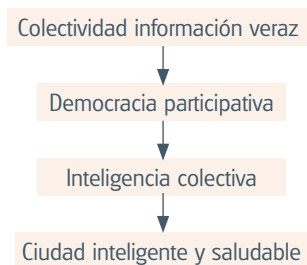 Colectividad información veraz
Democracia participativa
Inteligencia colectiva
Ciudad inteligente y saludable